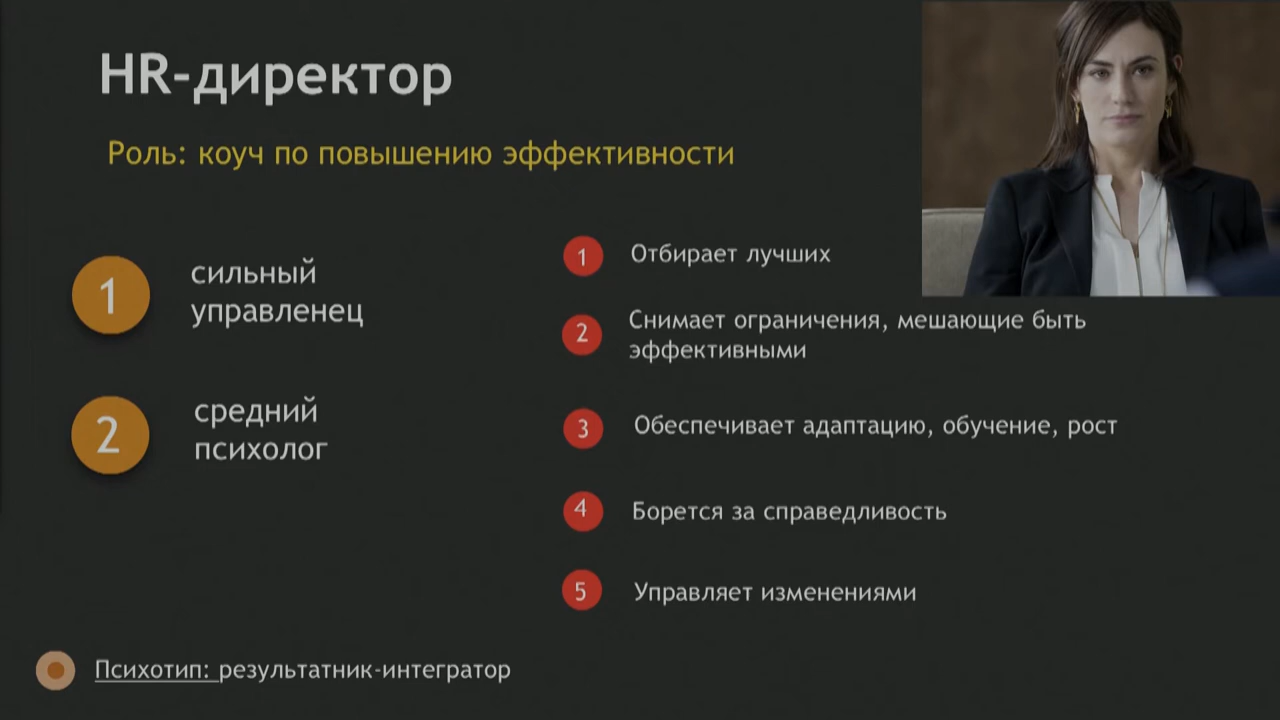 HR-директор
Роль: коуч по повышению эффективности
1
сильный
управленец
2
средний
психолог
1 Отбирает лучших
2 Снимает ограничения, мешающие быть
эффективными
3 Обеспечивает адаптацию, обучение, рост
4 Борется за справедливость
5 Управляет изменениями
Психотип: результатник-интегратор